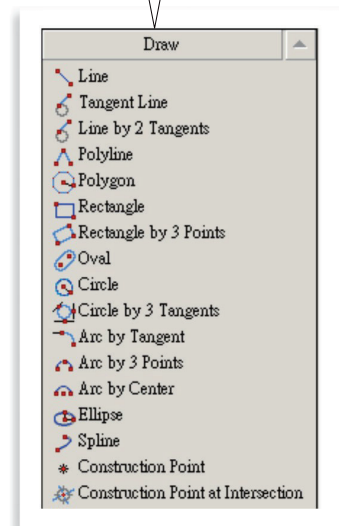 Draw
Line
Tangent Line
Line by 2 Tangents
Polyline
Polygon
Rectangle
Rectangle by 3 Points
Oval
Circle
Circle by 3 Tangents
Arc by Tangent
Arc by 3 Points
Arc by Center
Ellipse
Spline
Construction Point
Construction Point at Intersection